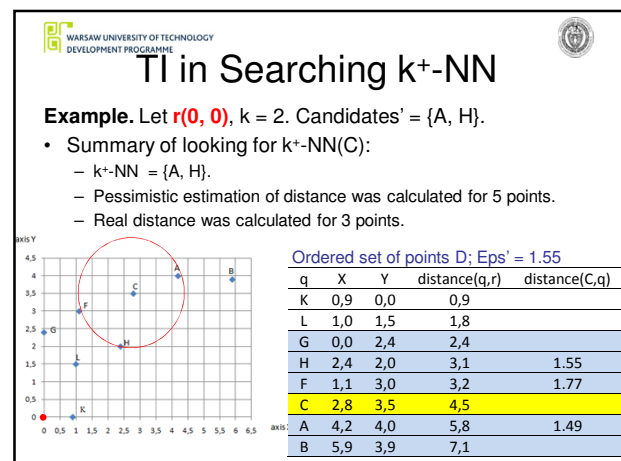 WARSAW UNIVERSITY OF TECHNOLOGY
DEVELOPMENT PROGRAMME
TI in Searching k+-NN
Example. Let r(0, 0), k = 2. Candidates' = {A, H}.
• Summary of looking for k+-NN(C):
– k+-NN = {A, H}.
– Pessimistic estimation of distance was calculated for 5 points.
– Real distance was calculated for 3 points.
axis Y
4,5
4
3,5
3
2,5
2
1,5
1
0,5
0
A
B
C
F
G
H
L
K
0 0,5 1 1,5 2 2,5 3 3,5 4 4,5 5 5,5 6 6,5
axis
Ordered set of points D; Eps' = 1.55
q X Y distance(q,r) distance(C,q)
K 0,9 0,0 0,9
L 1,0 1,5 1,8
G 0,0 2,4 2,4
H 2,4 2,0 3,1 1.55
F 1,1 3,0 3,2 1.77
C 2,8 3,5 4,5
A 4,2 4,0 5,8 1.49
B 5,9 3,9 7,1